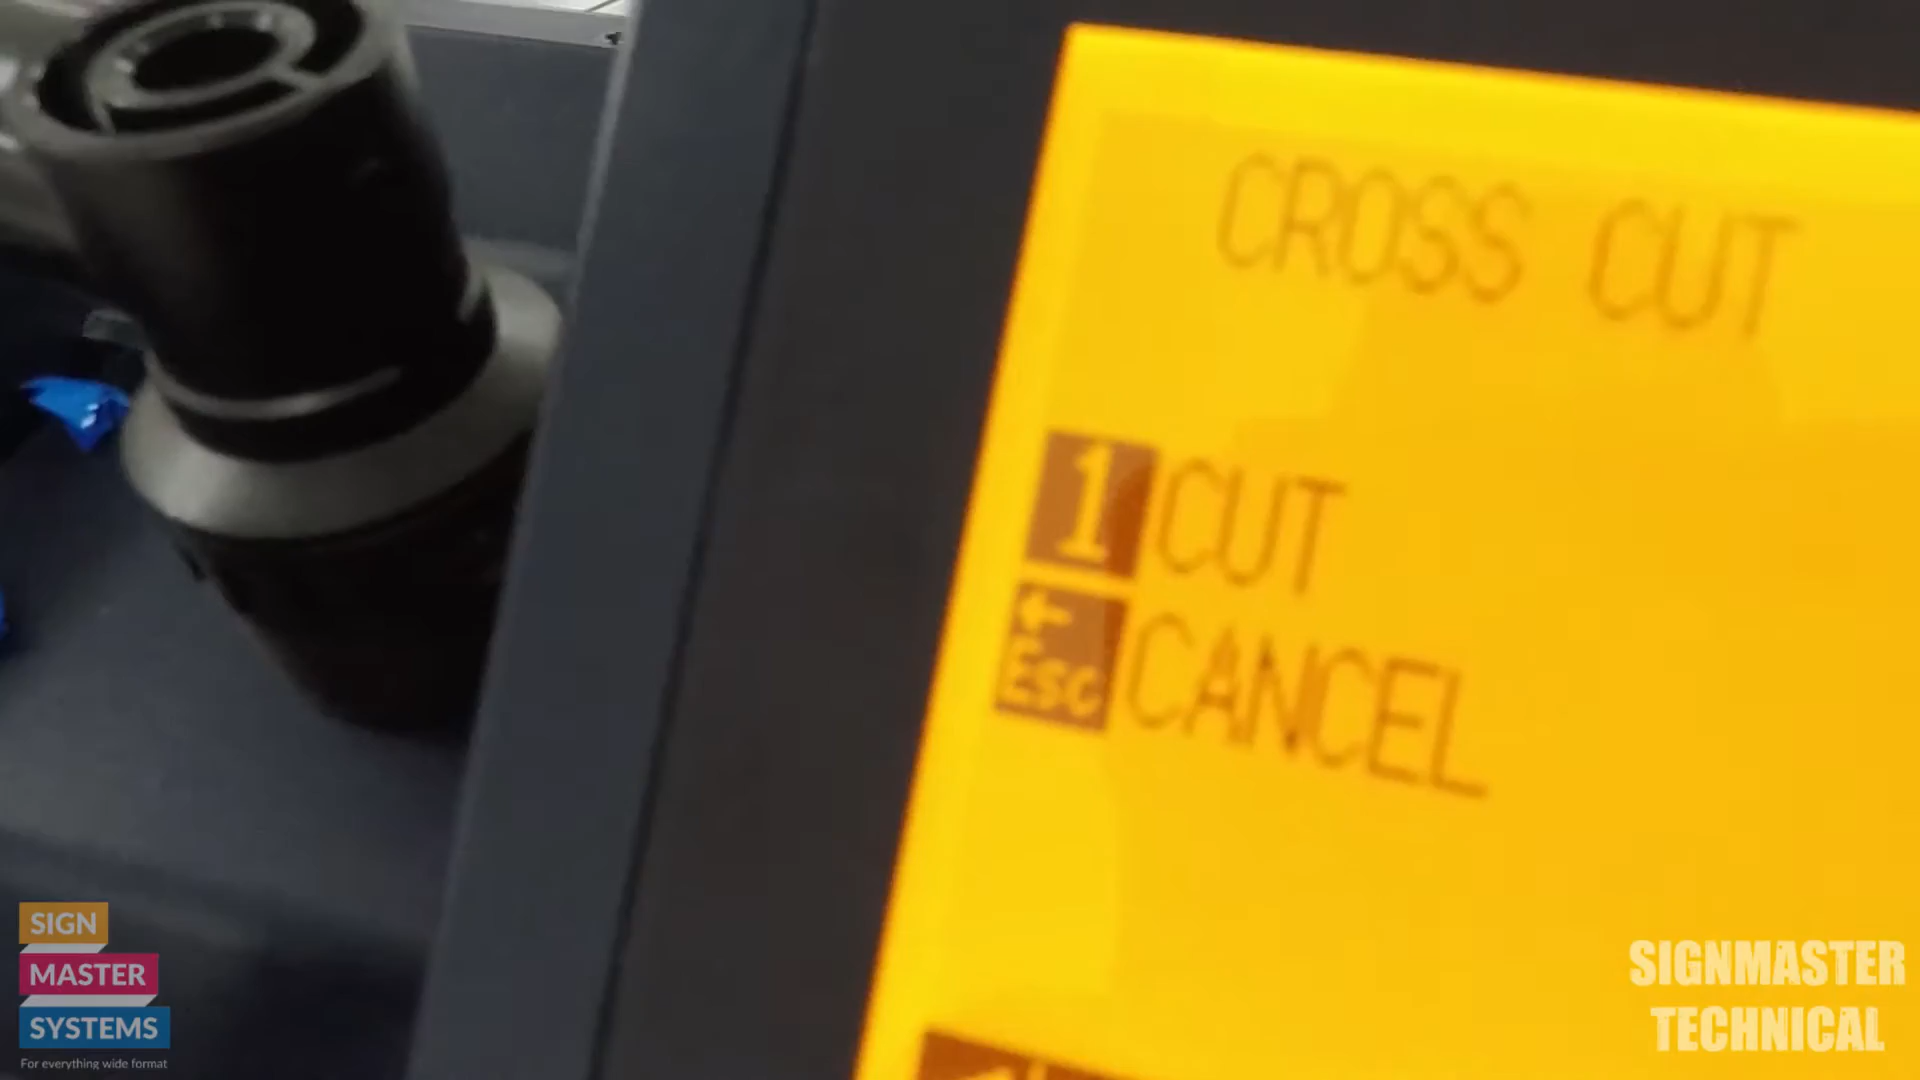 CROSS CUT
1 CUT
Esc CANCEL
SIGN
MASTER
SYSTEMS
For everything wide format
SIGNMASTER
TECHNICAL